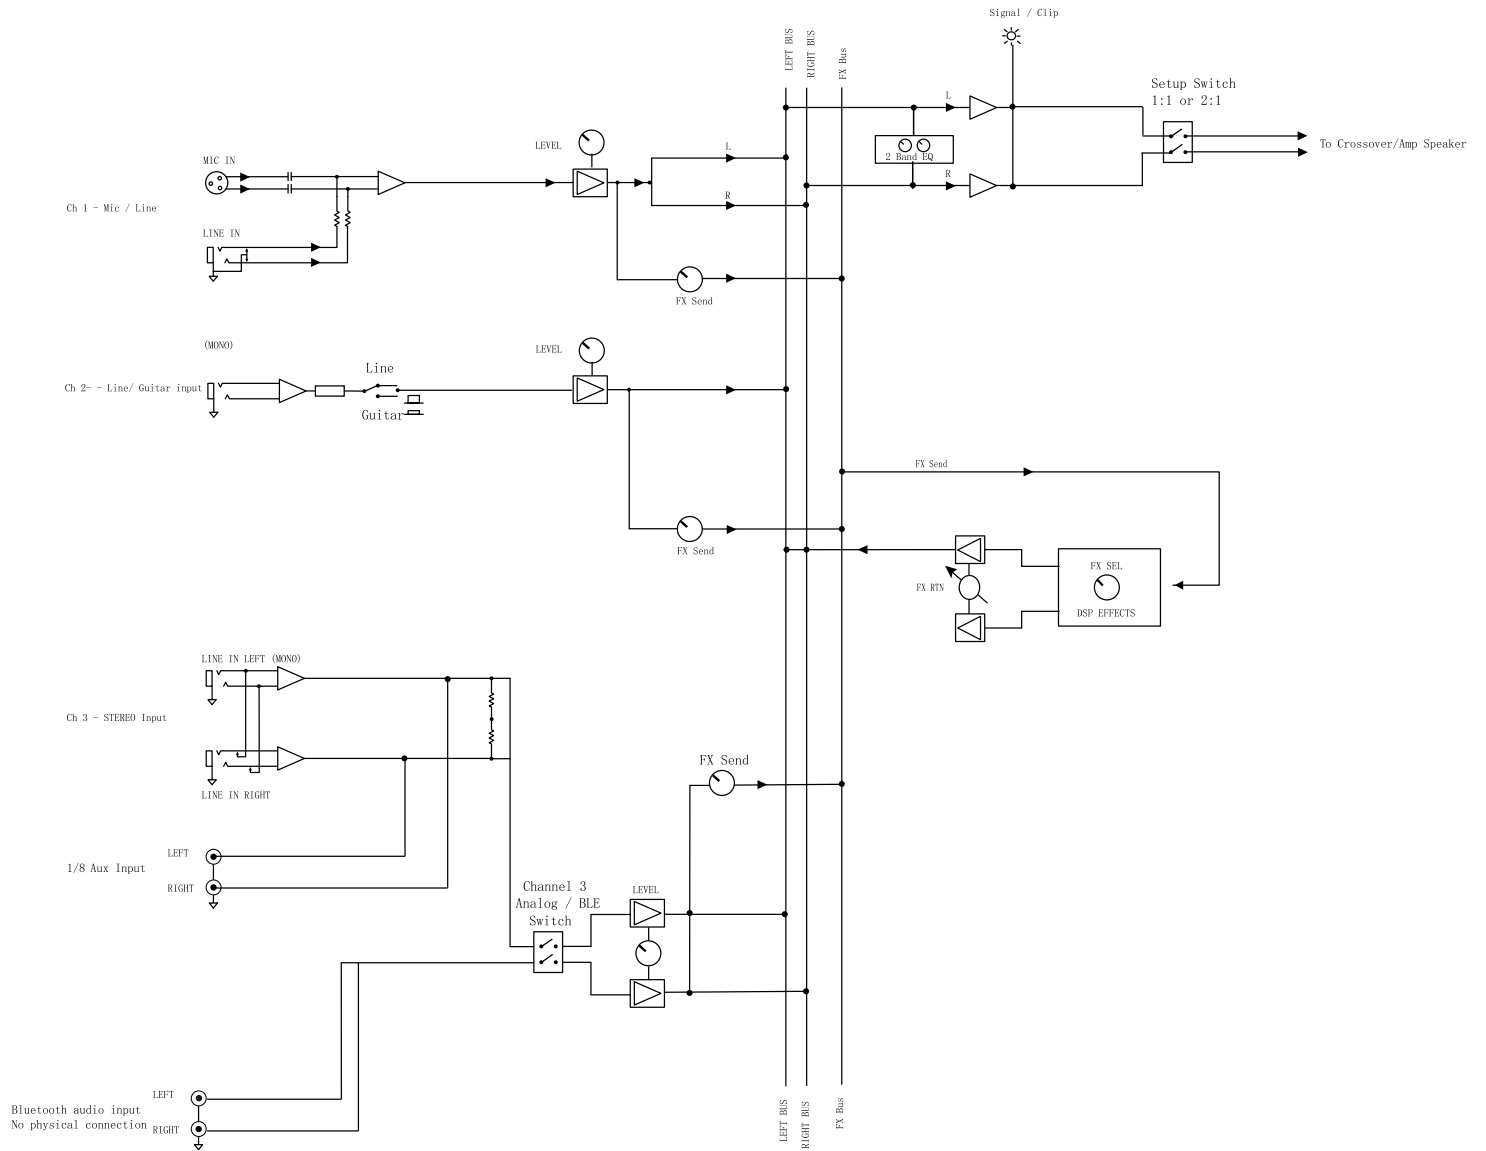 Signal / Clip
LEFT BUS
RIGHT BUS
FX Bus
Setup Switch
1:1 or 2:1
L
2 Band EQ
R
To Crossover/Amp Speaker
LEVEL
MIC IN
L
R
Ch 1 - Mic / Line
LINE IN
FX Send
(MONO)
LEVEL
Line
Ch 2- - Line/ Guitar input
Guitar
FX Send
FX Send
FX SEL
FX RTN
DSP EFFECTS
LINE IN LEFT (MONO)
Ch 3 - STEREO Input
LINE IN RIGHT
FX Send
LEFT
1/8 Aux Input
RIGHT
Channel 3
Analog / BLE
Switch
LEVEL
LEFT
Bluetooth audio input
No physical connection
RIGHT
LEFT BUS
RIGHT BUS
FX Bus